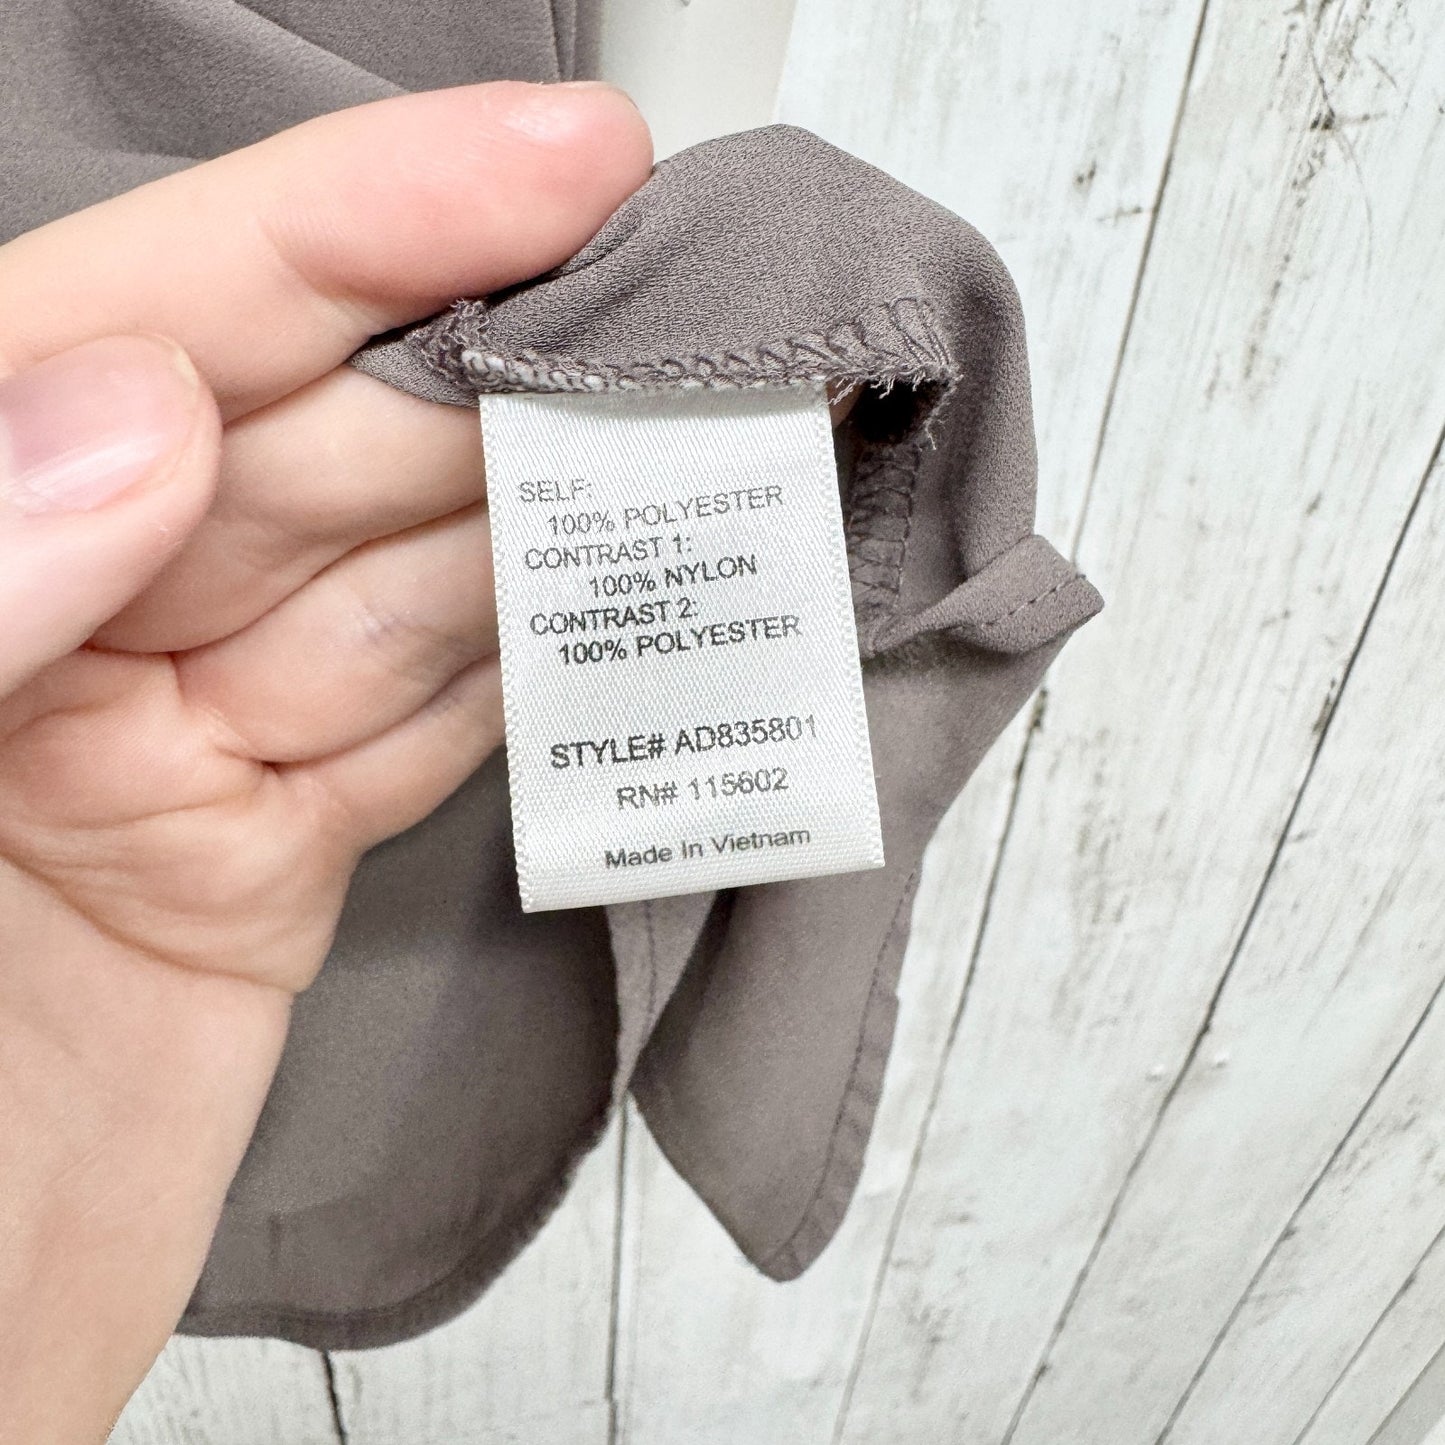 SELF:
100% POLYESTER
CONTRAST 1:
100% NYLON
CONTRAST 2:
100% POLYESTER
STYLE# AD835801
RN# 115602
Made In Vietnam